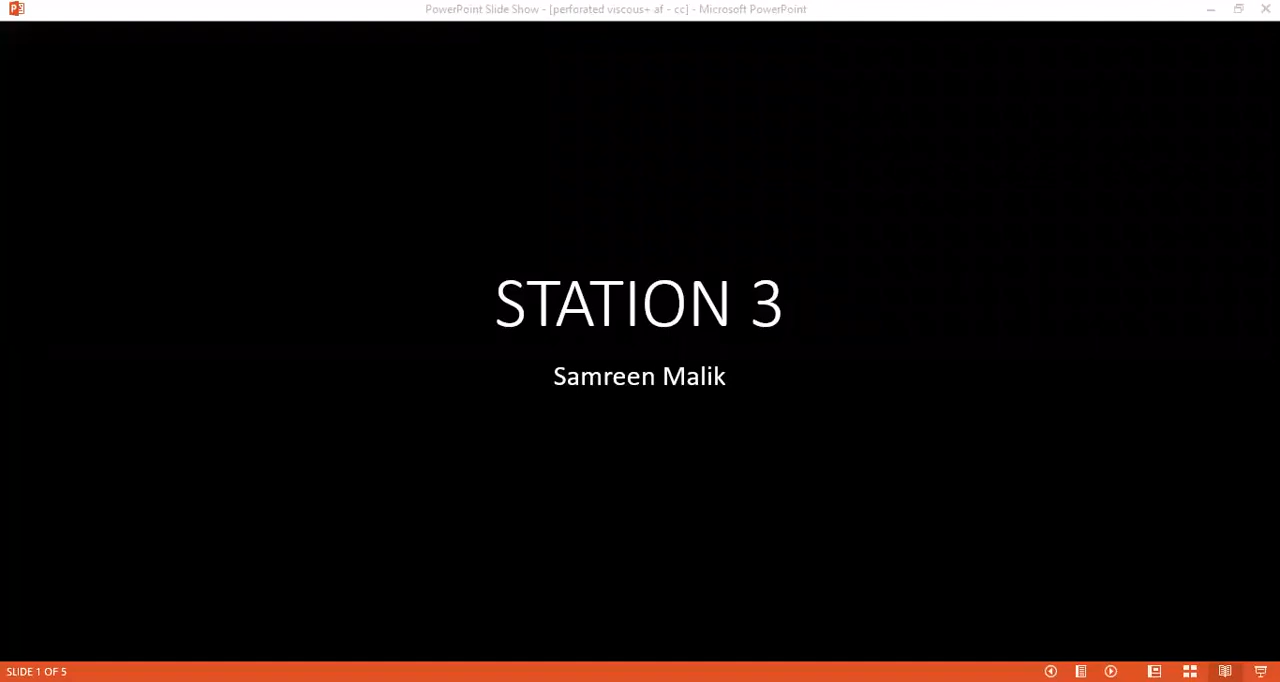 PowerPoint Slide Show - [perforated viscous+ af - cc] - Microsoft PowerPoint
STATION 3
Samreen Malik
SLIDE 1 OF 5